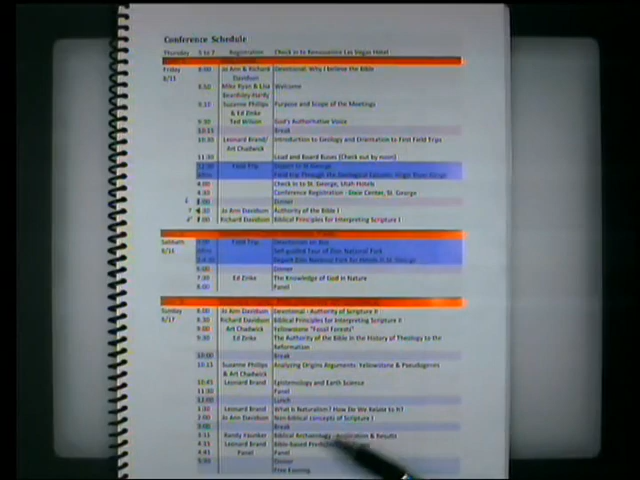 Conference Schedule
Thursday 5 to 7 Registration Check in to Renaissance Las Vegas Hotel
Friday 8:00 Jo Ann & Richard Devotional: Why I believe the Bible
8/15 Davidson
8:50 Mike Ryan & Lisa Welcome
Beardsley-Hardy
Suzanne Phillips Purpose and Scope of the Meetings
& Ed Zinke
9:30 Ted Wilson God's Authoritative Voice
10:15 Break
10:30 Leonard Brand/ Introduction to Geology and Orientation to First Field Trips
Art Chadwick
11:30 Load and Board Buses (Check out by noon)
Field Trip Depart to St. George
Field trip Through the Geological Column: Virgin River Gorge
4:00 Check in to St. George, Utah Hotels
4:30 Conference Registration - Dixie Center, St. George
Dinner
Jo Ann Davidson Authority of the Bible I
Richard Davidson Biblical Principles for Interpreting Scripture I
Sabbath Field Trip Devotional on Bus
8/16 Self-guided Tour of Zion National Park
Depart Zion National Park for Hotels in St. George
6:00 Dinner
7:30 Ed Zinke The Knowledge of God in Nature
8:00 Panel
Sunday 8:00 Jo Ann Davidson Devotional - Authority of Scripture II
8/17 8:30 Richard Davidson Biblical Principles for Interpreting Scripture II
9:00 Art Chadwick Yellowstone "Fossil Forests"
9:30 Ed Zinke The Authority of the Bible in the History of Theology to the
Reformation
10:00 Break
10:15 Suzanne Phillips Analyzing Origins Arguments: Yellowstone & Pseudogenes
& Art Chadwick
10:45 Leonard Brand Epistemology and Earth Science
11:30 Panel
12:00 Lunch
1:30 Leonard Brand What is Naturalism? How Do We Relate to It?
2:00 Jo Ann Davidson Non-biblical concepts of Scripture I
3:00 Break
3:15 Randy Younker Biblical Archaeology - & Results
4:15 Leonard Brand Bible-based
4:45 Panel Panel
5:30 Dinner
Free Evening